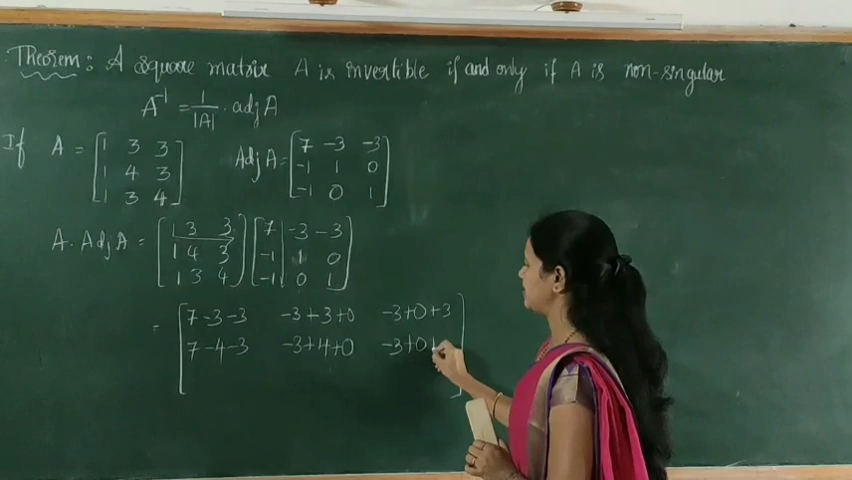 Theorem: A square matrix A is invertible if and only if A is non-singular
A⁻¹ = 1/|A| . adj A
If A = [1 3 3; 1 4 3; 1 3 4] Adj A = [7 -3 -3; -1 1 0; -1 0 1]
A. Adj A = [1 3 3; 1 4 3; 1 3 4] [7 -3 -3; -1 1 0; -1 0 1]
= [7-3-3 -3+3+0 -3+0+3; 7-4-3 -3+4+0 -3+0+]